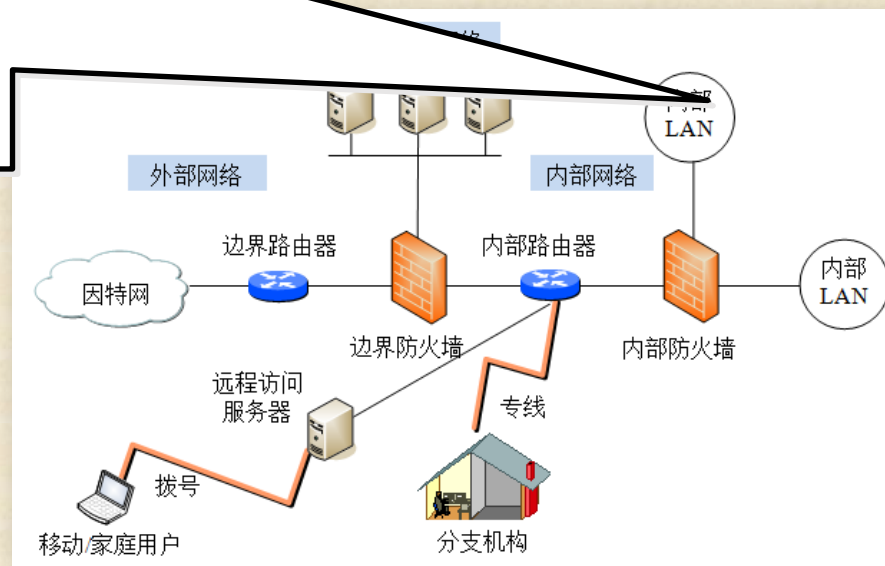 络
内部
LAN
外部网络
内部网络
边界路由器
内部路由器
因特网
内部
LAN
边界防火墙
内部防火墙
远程访问
服务器
专线
拨号
移动/家庭用户
分支机构